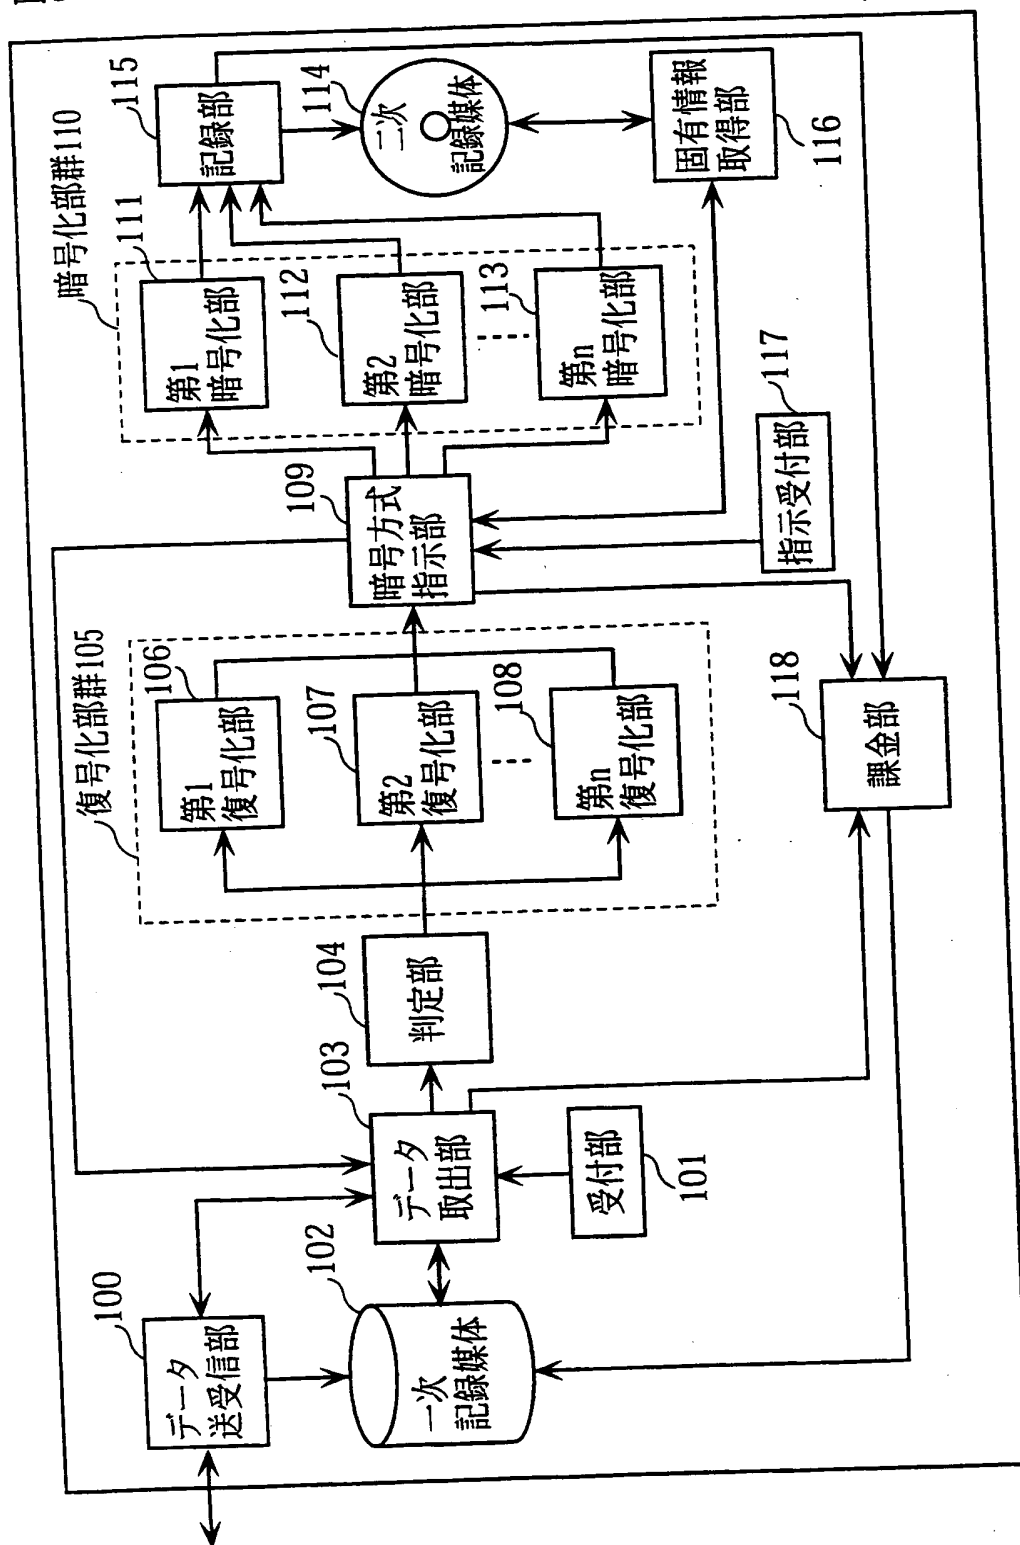 データ
送受信部
100
一次
記録媒体
102
データ
取出部
103
受付部
101
判定部
104
復号化部群105
第1
復号化部
106
第2
復号化部
107
第n
復号化部
108
暗号方式
指示部
109
暗号化部群110
第1
暗号化部
111
第2
暗号化部
112
第n
暗号化部
113
記録部
115
二次
記録媒体
114
固有情報
取得部
116
指示受付部
117
課金部
118